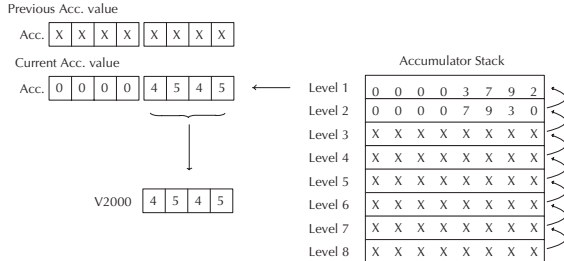 Previous Acc. value
Acc. X X X X X X X X
Current Acc. value
Acc. 0 0 0 0 4 5 4 5
V2000 4 5 4 5
Accumulator Stack
Level 1 0 0 0 0 3 7 9 2
Level 2 0 0 0 0 7 9 3 0
Level 3 X X X X X X X X
Level 4 X X X X X X X X
Level 5 X X X X X X X X
Level 6 X X X X X X X X
Level 7 X X X X X X X X
Level 8 X X X X X X X X